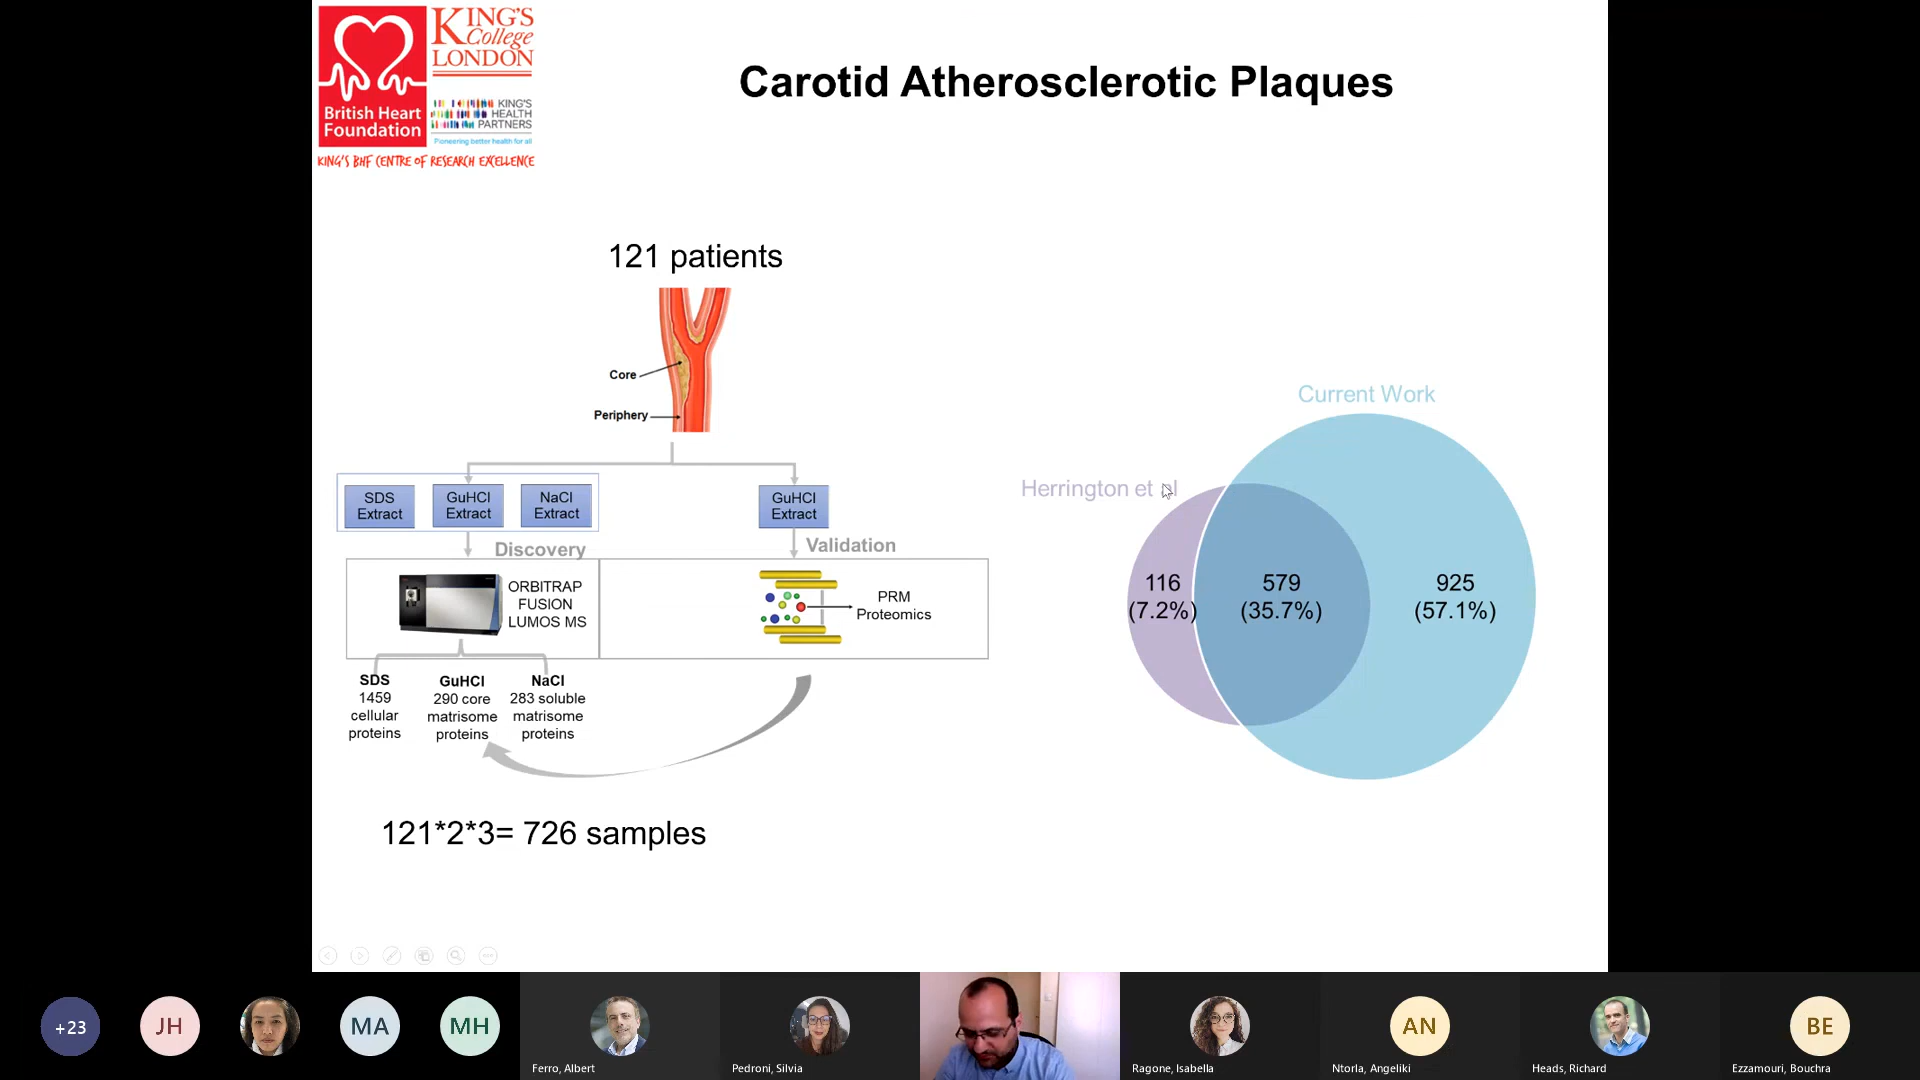 British Heart
Foundation
KING'S
College
LONDON
KING'S
HEALTH
PARTNERS
Pioneering better health for all
KING'S BHF CENTRE OF RESEARCH EXCELLENCE
Carotid Atherosclerotic Plaques
121 patients
Core
Periphery
SDS
Extract
GuHCl
Extract
NaCl
Extract
GuHCl
Extract
Discovery
Validation
ORBITRAP
FUSION
LUMOS MS
PRM
Proteomics
SDS
1459
cellular
proteins
GuHCl
290 core
matrisome
proteins
NaCl
283 soluble
matrisome
proteins
121*2*3= 726 samples
Current Work
Herrington et al
116
(7.2%)
579
(35.7%)
925
(57.1%)
+23
JH
MA
MH
Ferro, Albert
Pedroni, Silvia
Ragone, Isabella
AN
Ntorla, Angeliki
Heads, Richard
BE
Ezzamouri, Bouchra